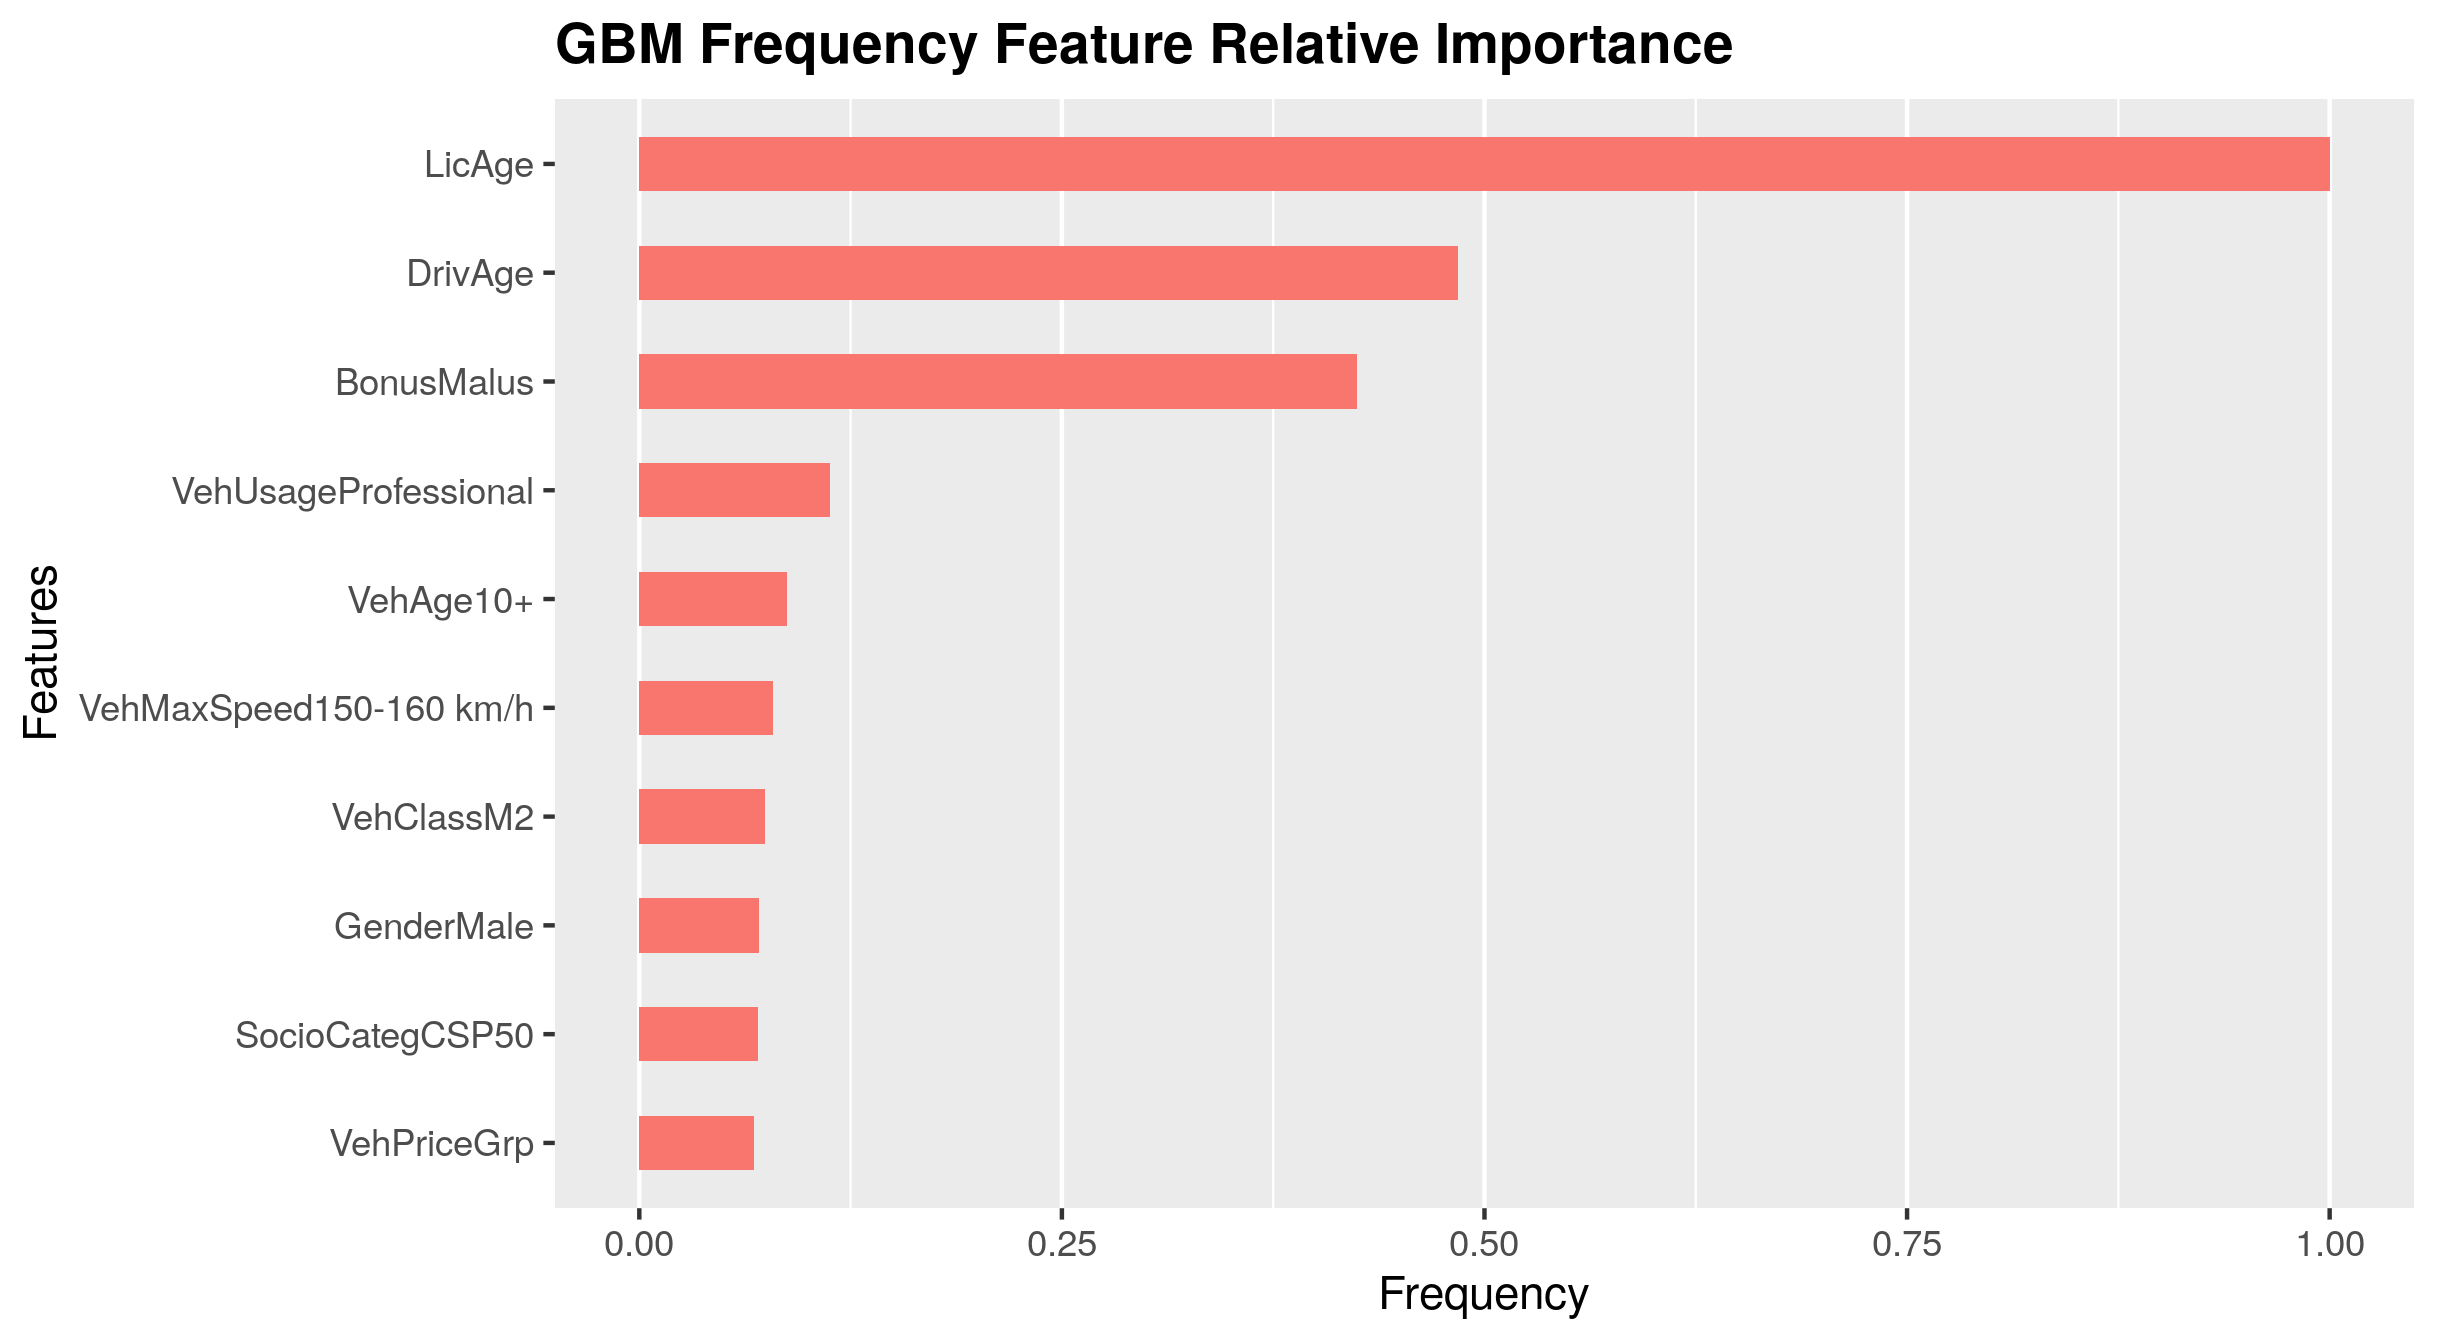 GBM Frequency Feature Relative Importance
LicAge
DrivAge
BonusMalus
VehUsageProfessional
VehAge10+
VehMaxSpeed150-160 km/h
VehClassM2
GenderMale
SocioCategCSP50
VehPriceGrp
Features
0.00 0.25 0.50 0.75 1.00
Frequency